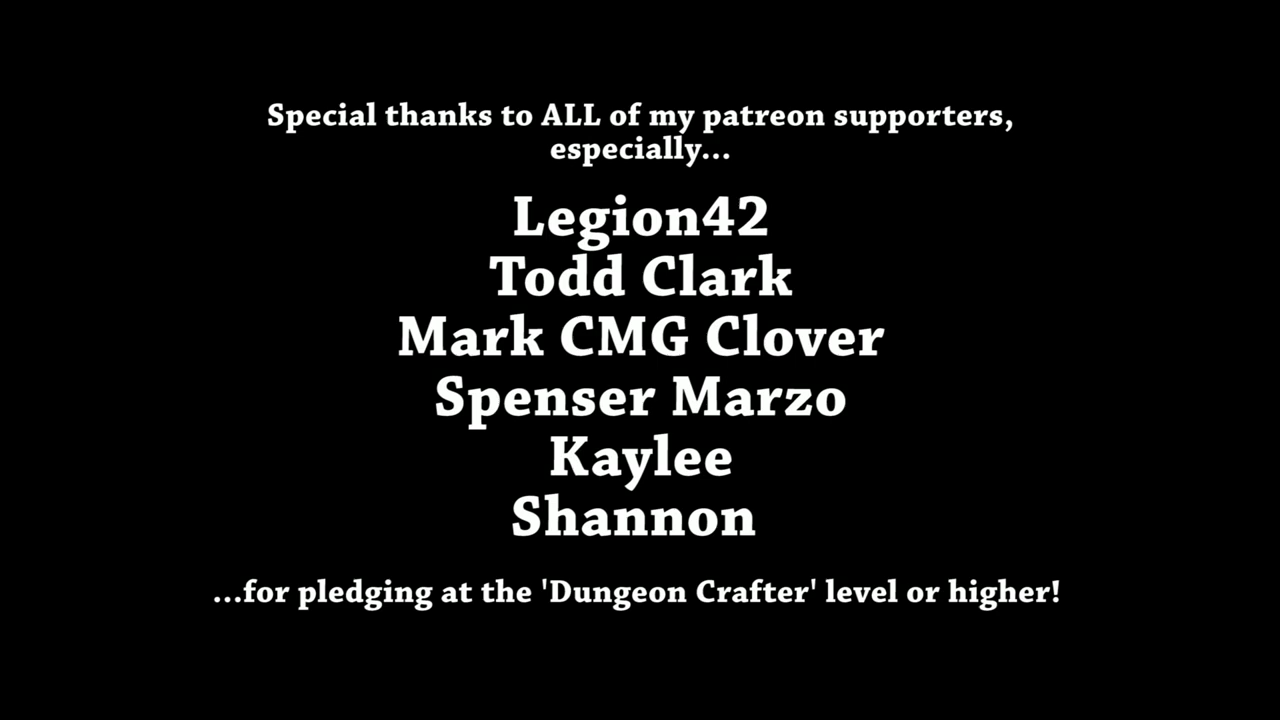 Special thanks to ALL of my patreon supporters,
especially...
Legion42
Todd Clark
Mark CMG Clover
Spenser Marzo
Kaylee
Shannon
...for pledging at the 'Dungeon Crafter' level or higher!